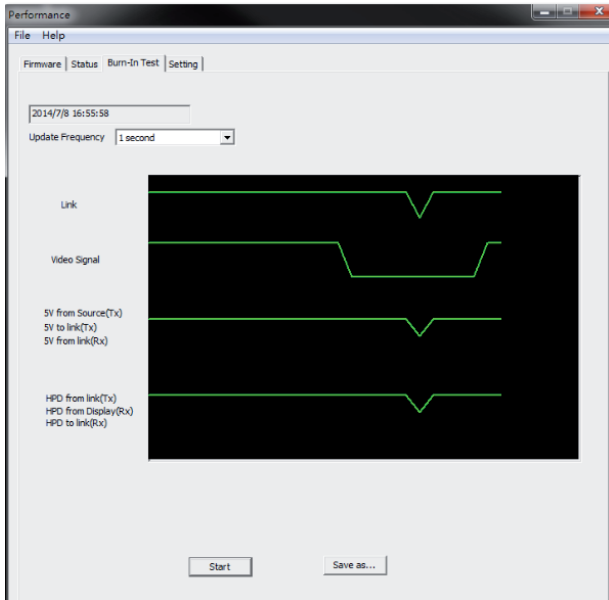 Performance
File Help
Firmware Status Burn-In Test Setting
2014/7/8 16:55:58
Update Frequency 1 second
Link
Video Signal
5V from Source(Tx)
5V to link(Tx)
5V from link(Rx)
HPD from link(Tx)
HPD from Display(Rx)
HPD to link(Rx)
Start Save as...